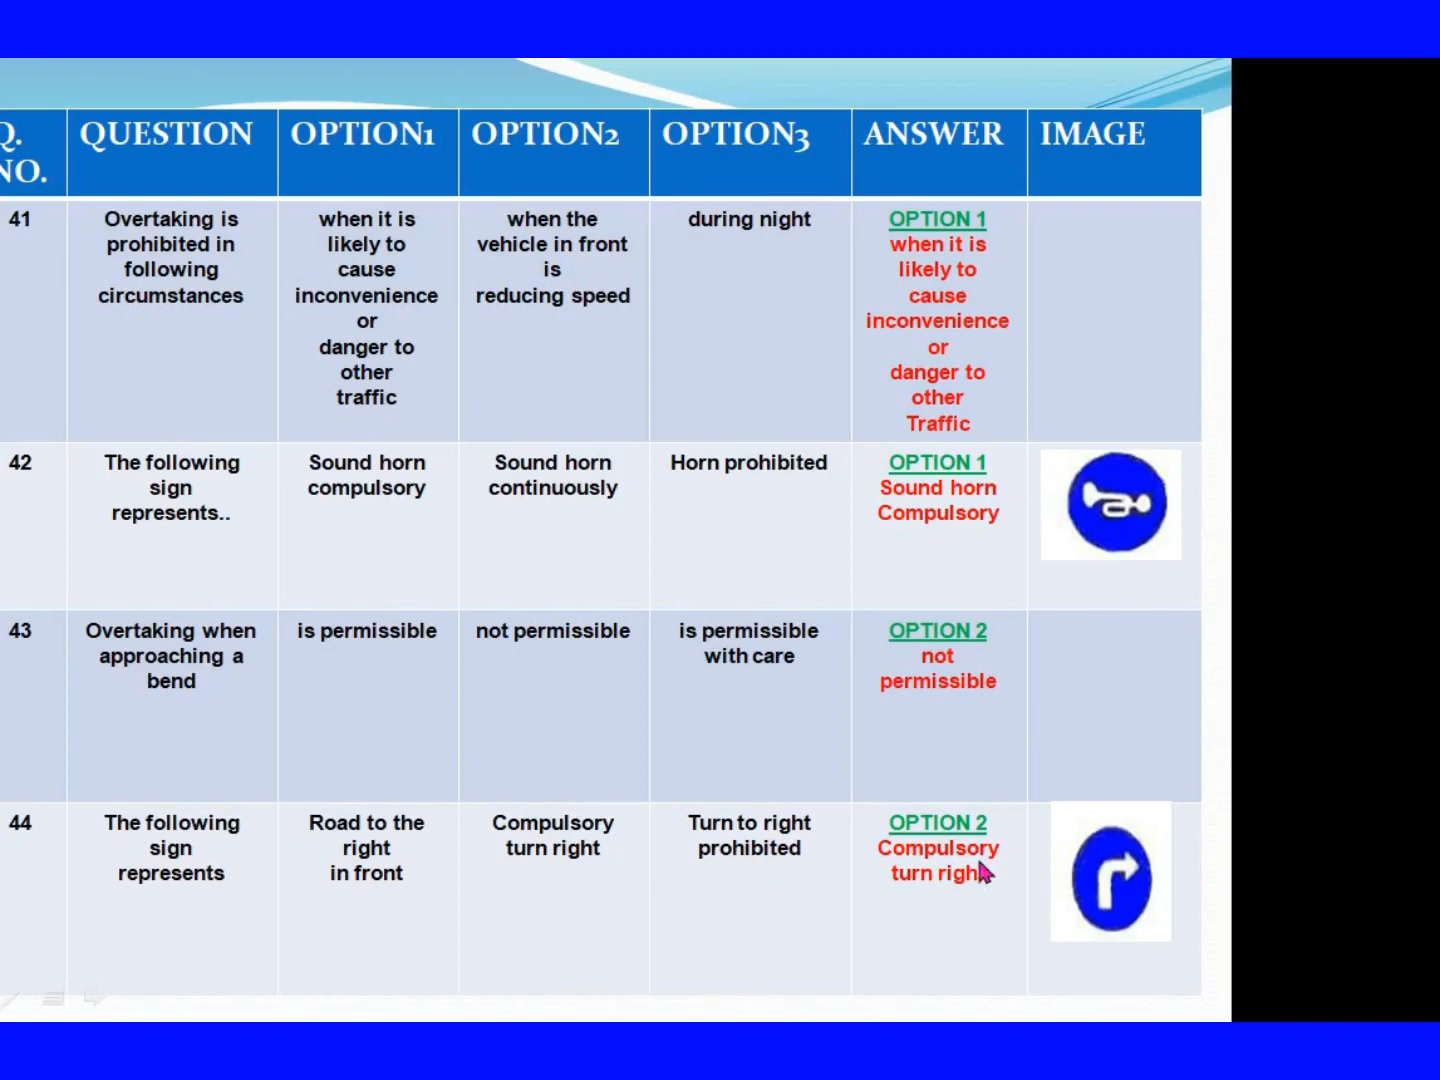 Q.
NO.
QUESTION
OPTION1
OPTION2
OPTION3
ANSWER
IMAGE
41
Overtaking is
prohibited in
following
circumstances
when it is
likely to
cause
inconvenience
or
danger to
other
traffic
when the
vehicle in front
is
reducing speed
during night
OPTION 1
when it is
likely to
cause
inconvenience
or
danger to
other
Traffic
42
The following
sign
represents..
Sound horn
compulsory
Sound horn
continuously
Horn prohibited
OPTION 1
Sound horn
Compulsory
43
Overtaking when
approaching a
bend
is permissible
not permissible
is permissible
with care
OPTION 2
not
permissible
44
The following
sign
represents
Road to the
right
in front
Compulsory
turn right
Turn to right
prohibited
OPTION 2
Compulsory
turn right